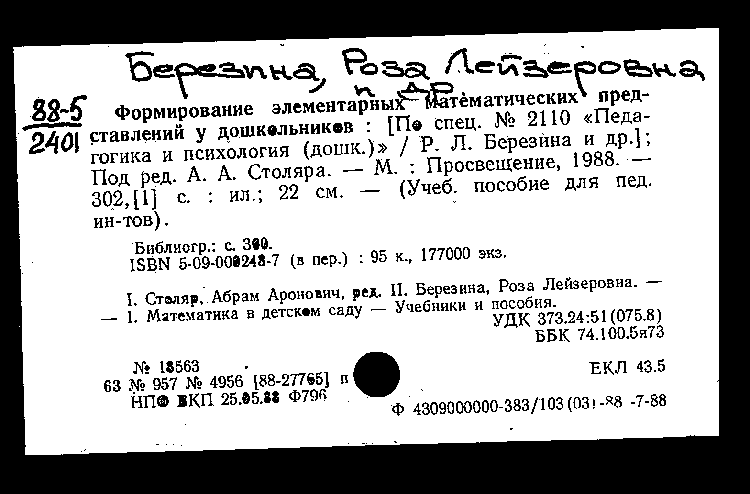 Березина, Роза Лейзеровна
и др
88-5
2401
Формирование элементарных математических пред-
ставлений у дошкольников : [По спец. № 2110 «Педа-
гогика и психология (дошк.)» / Р. Л. Березина и др.];
Под ред. А. А. Столяра. — М. : Просвещение, 1988. —
302,[1] с. : ил.; 22 см. — (Учеб. пособие для пед.
ин-тов).
Библиогр.: с. 300.
ISBN 5-09-000248-7 (в пер.) : 95 к., 177000 экз.
I. Столяр, Абрам Аронович, ред. II. Березина, Роза Лейзеровна. —
— 1. Математика в детском саду — Учебники и пособия.
УДК 373.24:51(075.8)
ББК 74.100.5я73
№ 18563
63 № 957 № 4956 [88-27765] п
ЕКЛ 43.5
НПО ВКП 25.05.88 Ф796
Ф 4309000000-383/103(03)-88 -7-88